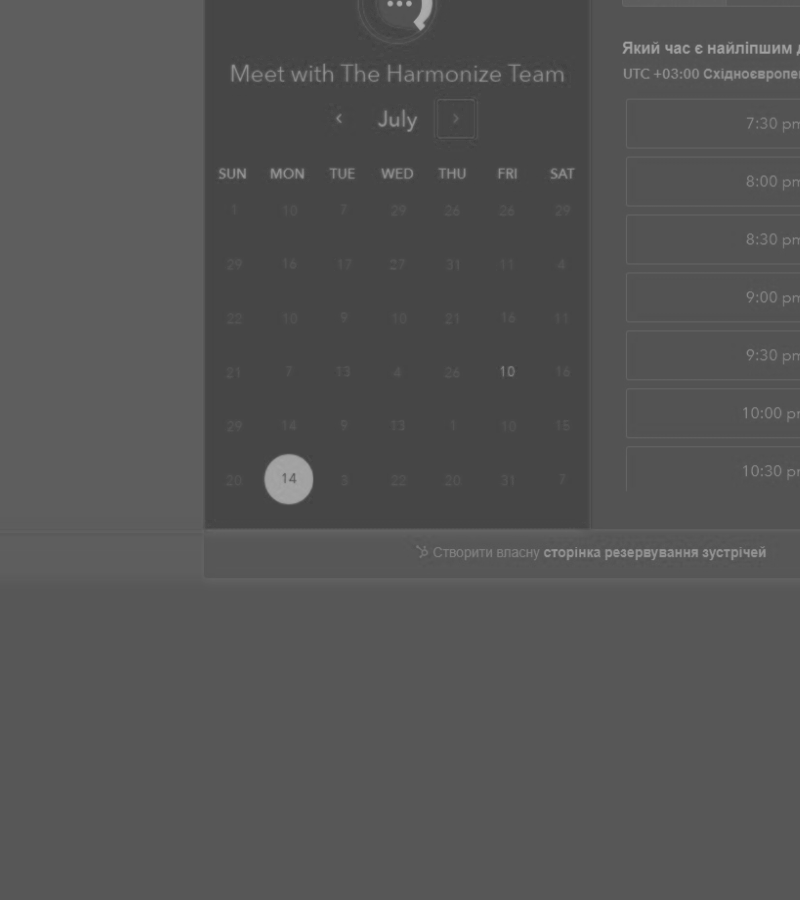 Meet with The Harmonize Team
‹ July ›
SUN MON TUE WED THU FRI SAT
1 10 7 29 26 26 29
29 16 17 27 31 11 4
22 10 9 10 21 16 11
21 7 13 4 26 10 16
29 14 9 13 1 10 15
20 14 3 22 20 31 7
Який час є найліпшим
UTC +03:00
7:30 pm
8:00 pm
8:30 pm
9:00 pm
9:30 pm
10:00 pm
10:30 pm
Створити власну сторінка резервування зустрічей